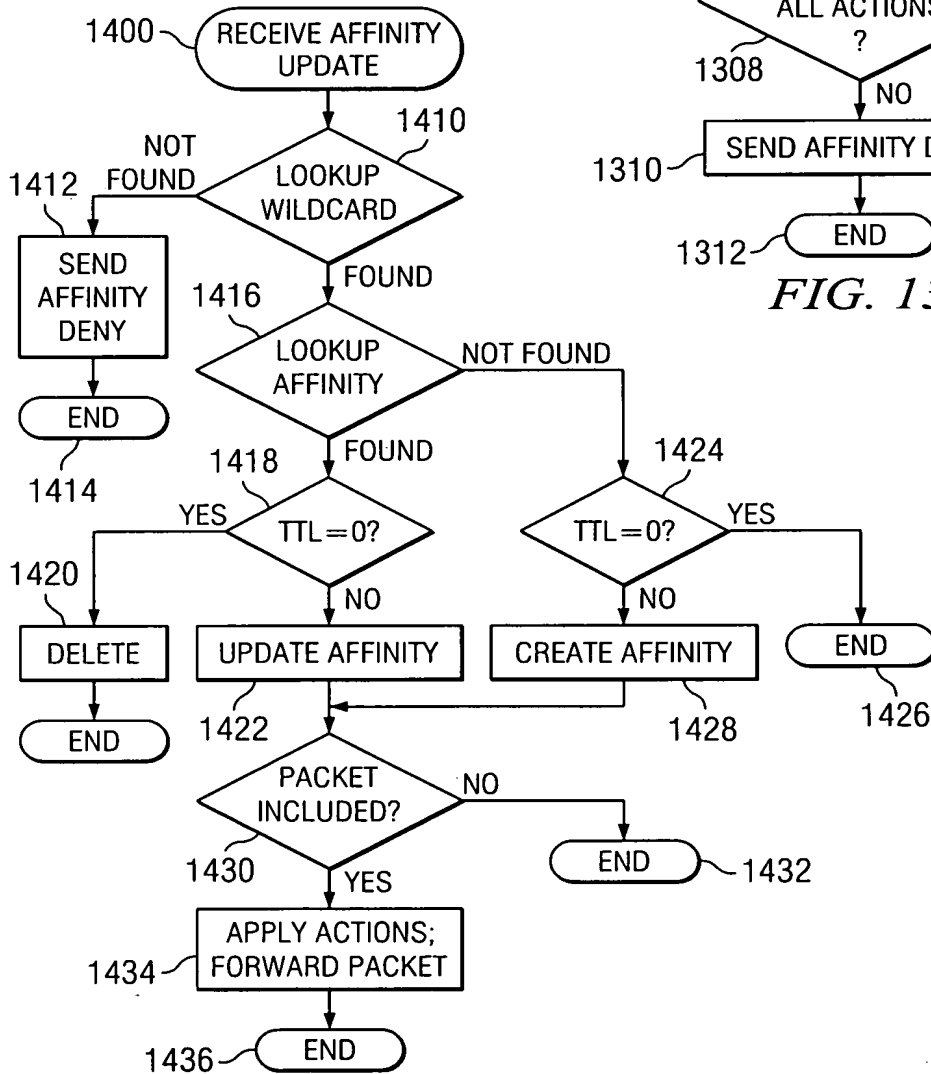 1400
RECEIVE AFFINITY
UPDATE
1410
LOOKUP
WILDCARD
NOT
FOUND
1412
SEND
AFFINITY
DENY
END
1414
FOUND
1416
LOOKUP
AFFINITY
NOT FOUND
FOUND
1418
TTL=0?
YES
1420
DELETE
END
NO
UPDATE AFFINITY
1422
1424
TTL=0?
YES
END
1426
NO
CREATE AFFINITY
1428
PACKET
INCLUDED?
1430
NO
END
1432
YES
APPLY ACTIONS;
FORWARD PACKET
1434
END
1436
ALL ACTIONS
?
1308
NO
SEND AFFINITY
1310
END
1312
FIG.